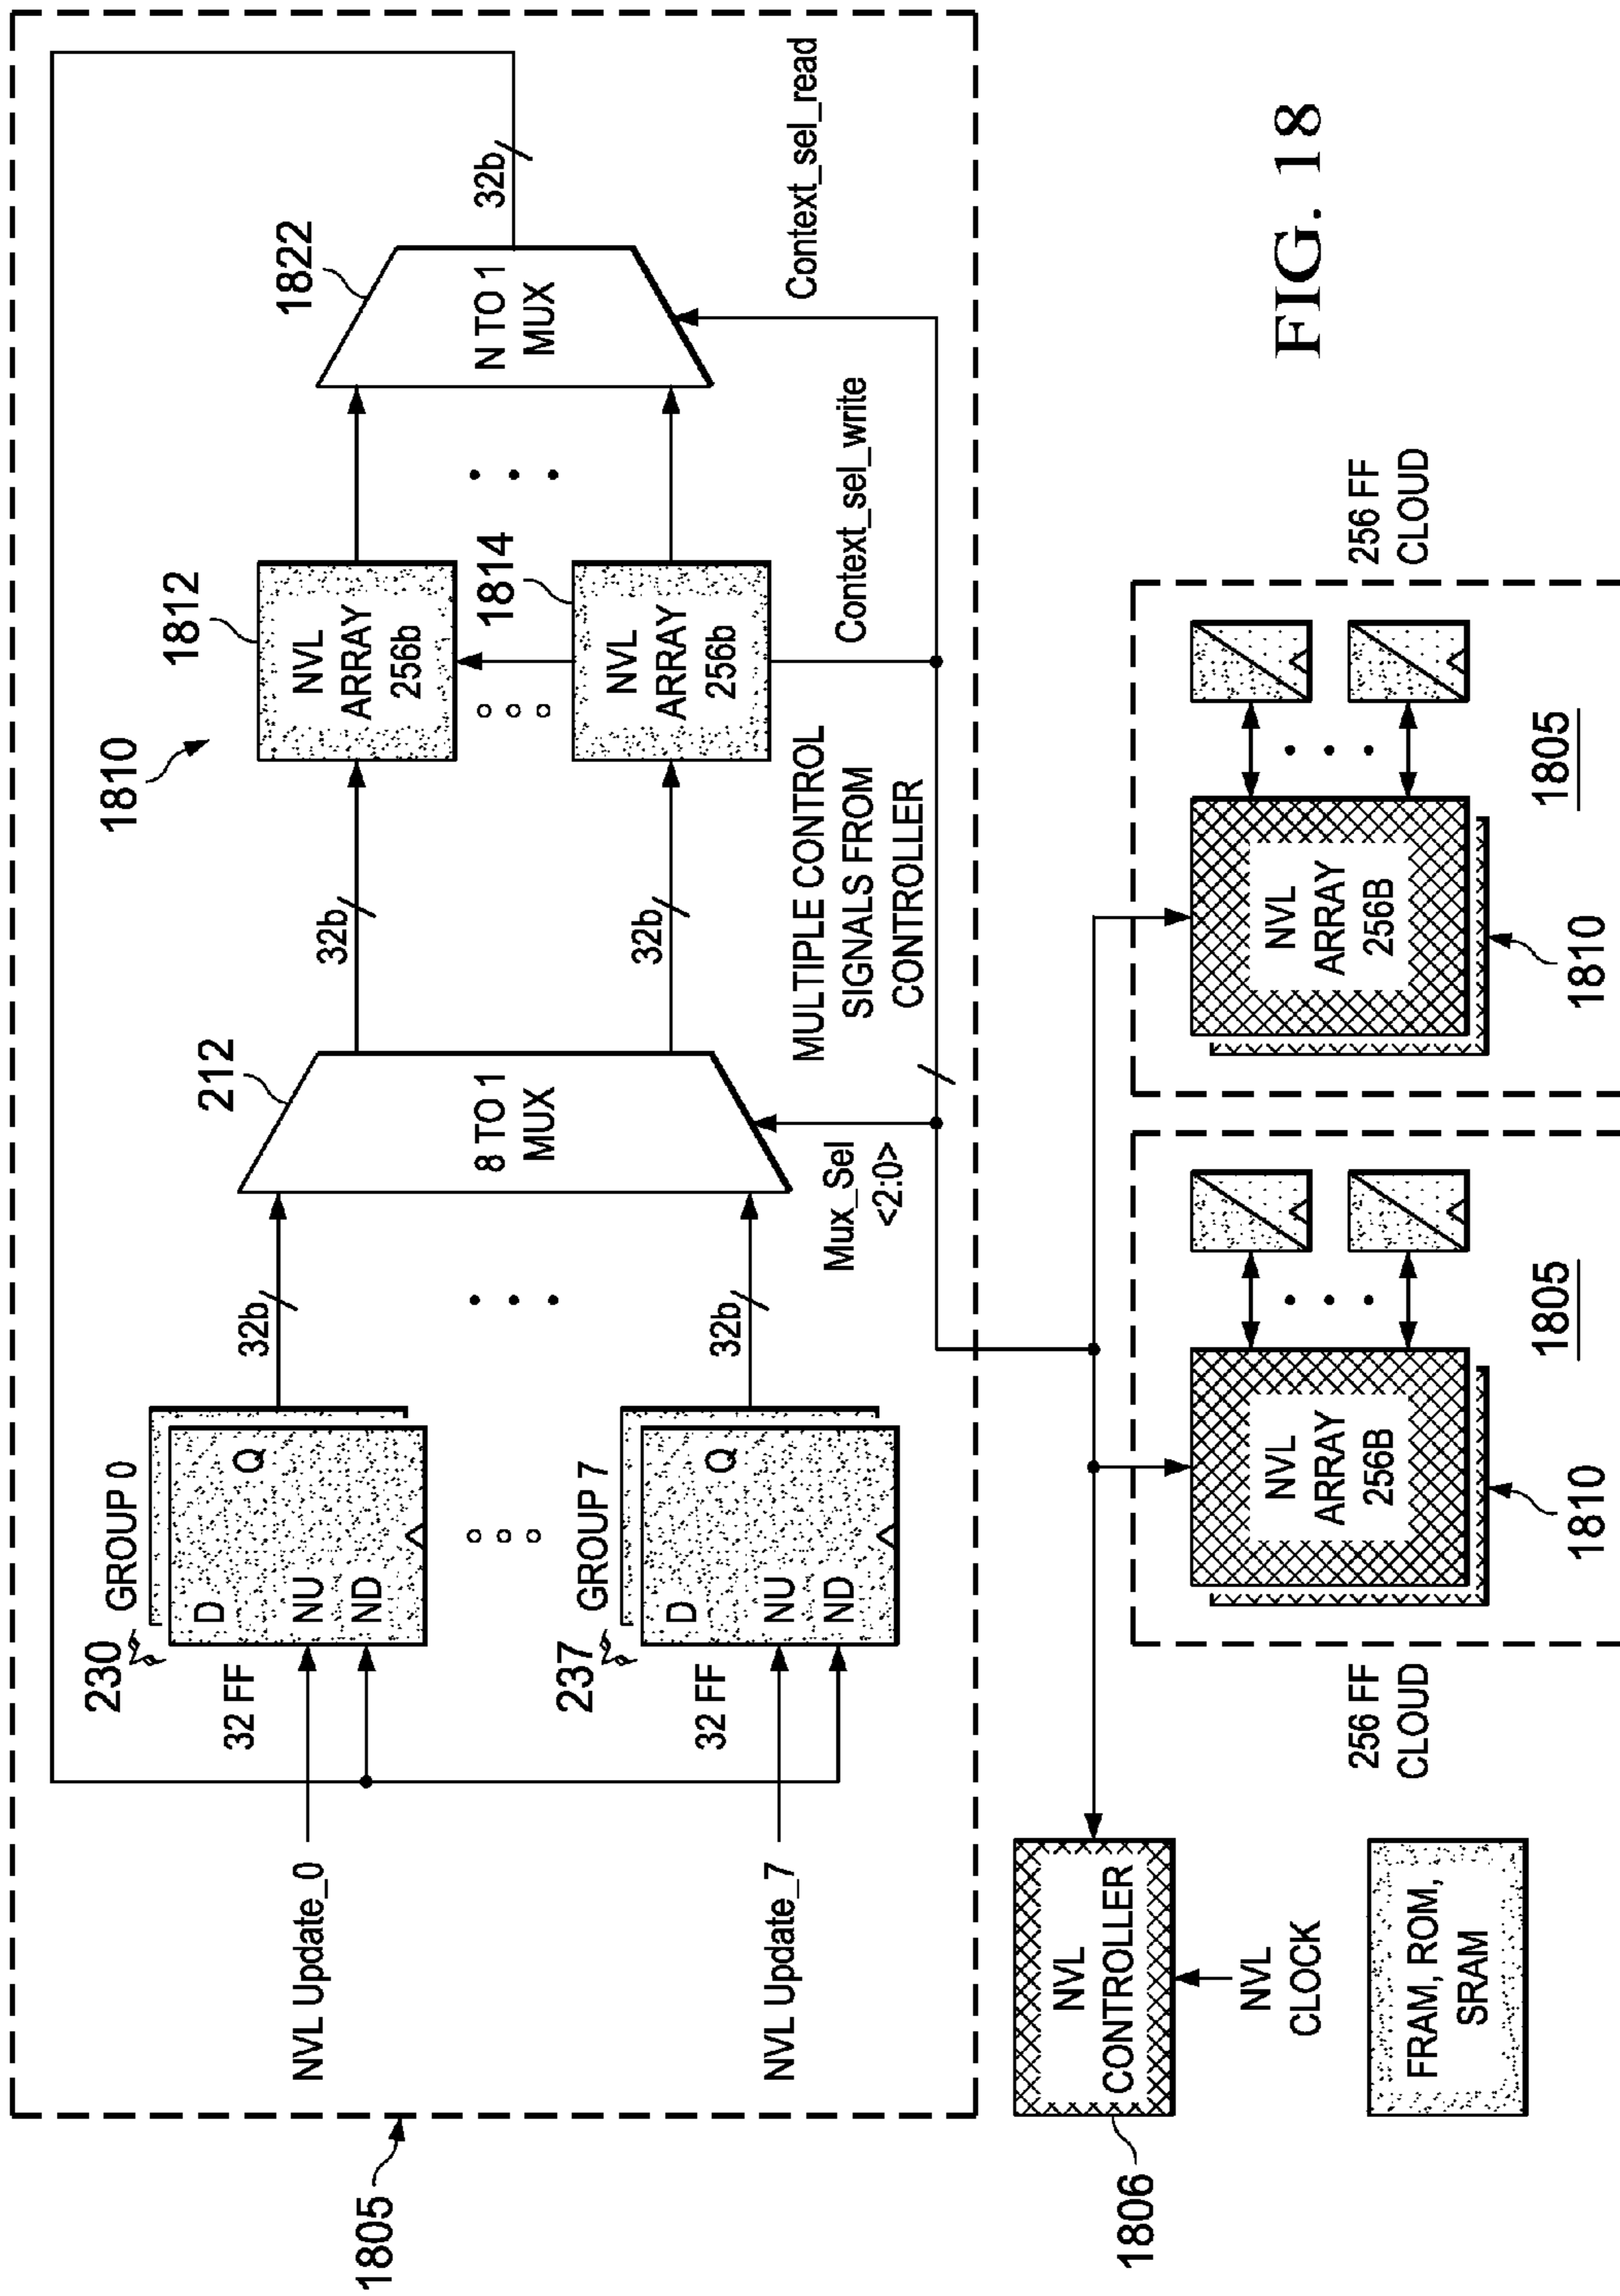 1805
NVL Update_0
NVL Update_7
230
GROUP 0
32 FF
D
Q
NU
ND
237
GROUP 7
32 FF
D
Q
NU
ND
32b
32b
212
8 TO 1
MUX
Mux_Sel
<2:0>
32b
32b
MULTIPLE CONTROL
SIGNALS FROM
CONTROLLER
1810
1812
NVL
ARRAY
256b
1814
NVL
ARRAY
256b
Context_sel_write
1822
N TO 1
MUX
32b
Context_sel_read
1806
NVL
CONTROLLER
NVL
CLOCK
FRAM, ROM,
SRAM
256 FF
CLOUD
NVL
ARRAY
256B
1810
1805
256 FF
CLOUD
NVL
ARRAY
256B
1810
1805
FIG. 18